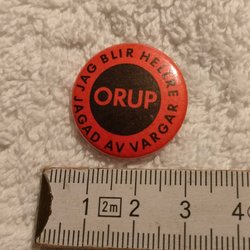 JAG BLIR HELLRE
ORUP
JAGAD AV VARGAR
1 2m 2 3 4